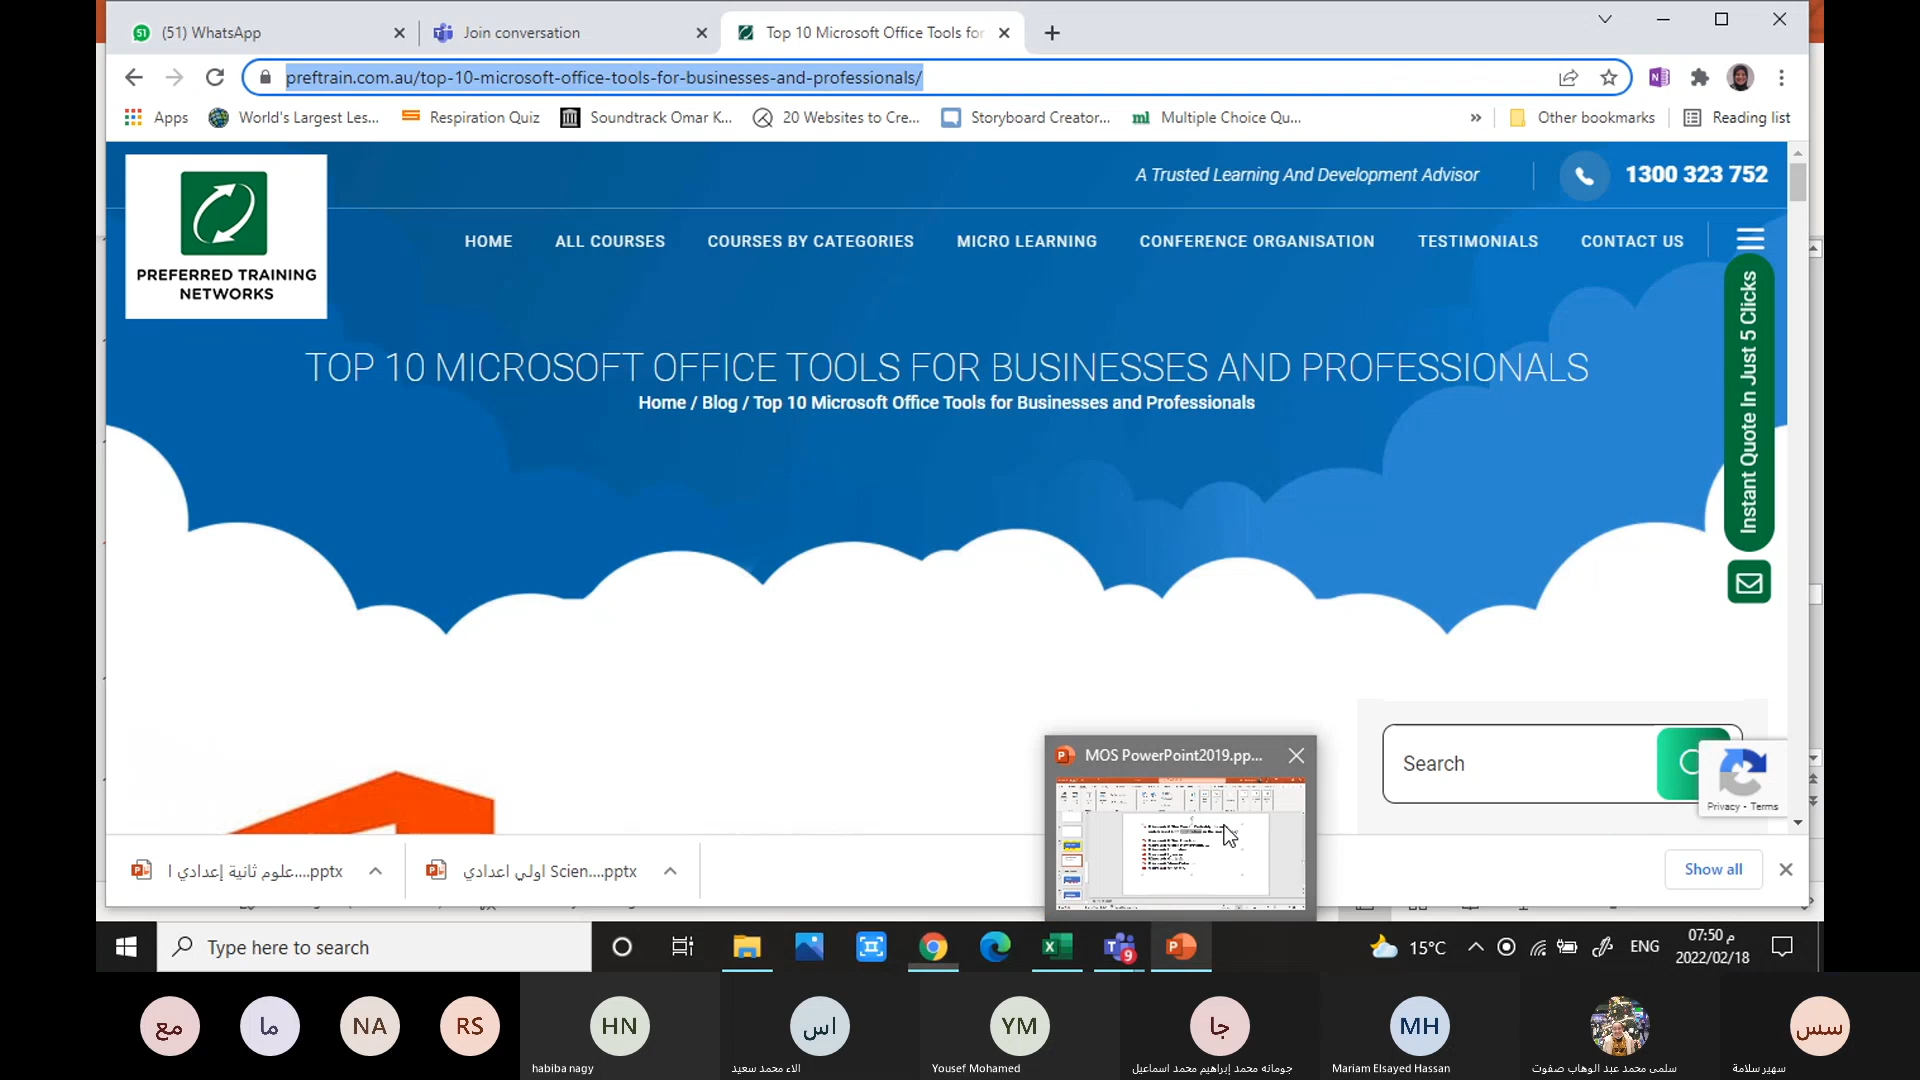 (51) WhatsApp
Join conversation
Top 10 Microsoft Office Tools for
preftrain.com.au/top-10-microsoft-office-tools-for-businesses-and-professionals/
Apps
World's Largest Les...
Respiration Quiz
Soundtrack Omar K...
20 Websites to Cre...
Storyboard Creator...
ml
Multiple Choice Qu...
Other bookmarks
Reading list
A Trusted Learning And Development Advisor
1300 323 752
PREFERRED TRAINING
NETWORKS
HOME
ALL COURSES
COURSES BY CATEGORIES
MICRO LEARNING
CONFERENCE ORGANISATION
TESTIMONIALS
CONTACT US
Instant Quote In Just 5 Clicks
TOP 10 MICROSOFT OFFICE TOOLS FOR BUSINESSES AND PROFESSIONALS
Home / Blog / Top 10 Microsoft Office Tools for Businesses and Professionals
Search
Privacy - Terms
MOS PowerPoint2019.pp...
علوم ثانية إعدادي ا....pptx
اولي اعدادي Scien....pptx
Show all
Type here to search
9
15°C
ENG
07:50 م
2022/02/18
مع
ما
NA
RS
HN
اس
YM
جا
MH
سس
habiba nagy
الاء محمد سعيد
Yousef Mohamed
جومانه محمد إبراهيم محمد اسماعيل
Mariam Elsayed Hassan
سلمى محمد عبد الوهاب صفوت
سهير سلامة